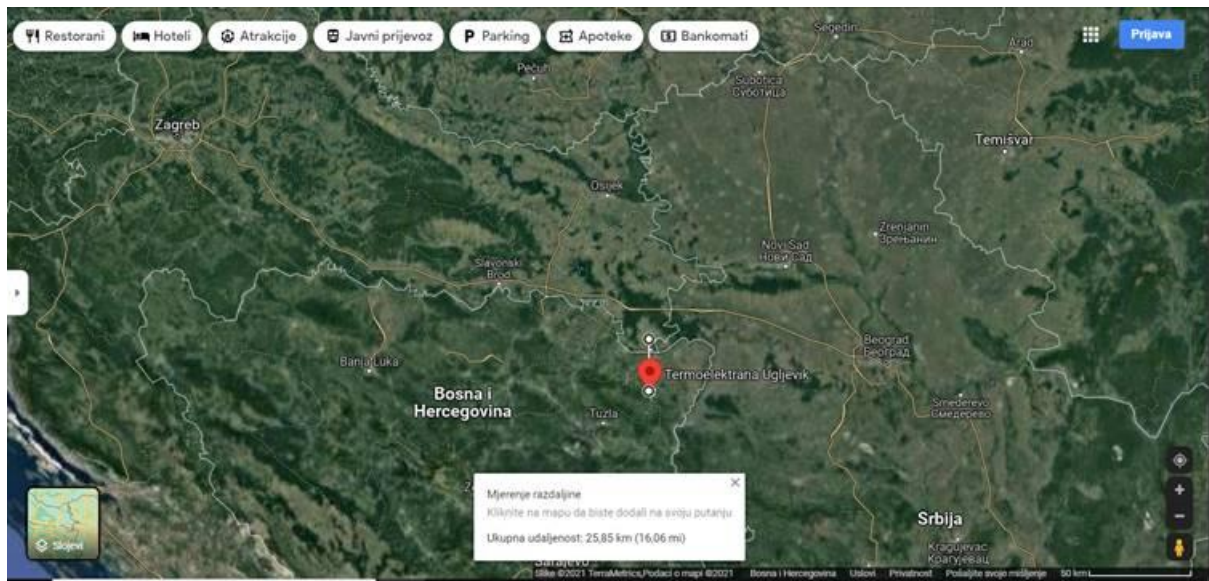 Restorani
Hoteli
Atrakcije
Javni prijevoz
Parking
Apoteke
Bankomati
Prijava
Segedin
Arad
Pečuh
Subotica
Суботица
Zagreb
Temišvar
Osijek
Zrenjanin
Зрењанин
Novi Sad
Нови Сад
Slavonski
Brod
Beograd
Београд
Banja Luka
Termoelektrana Ugljevik
Bosna i
Hercegovina
Smederevo
Смедерево
Tuzla
Mjerenje razdaljine
Kliknite na mapu da biste dodali na svoju putanju
Ukupna udaljenost: 25,85 km (16,06 mi)
Srbija
Kragujevac
Крагујевац
Slojevi
Sarajevo
Slike ©2021 TerraMetrics,Podaci o mapi ©2021 Bosna i Hercegovina Uslovi Privatnost Pošaljite svoje mišljenje 50 km